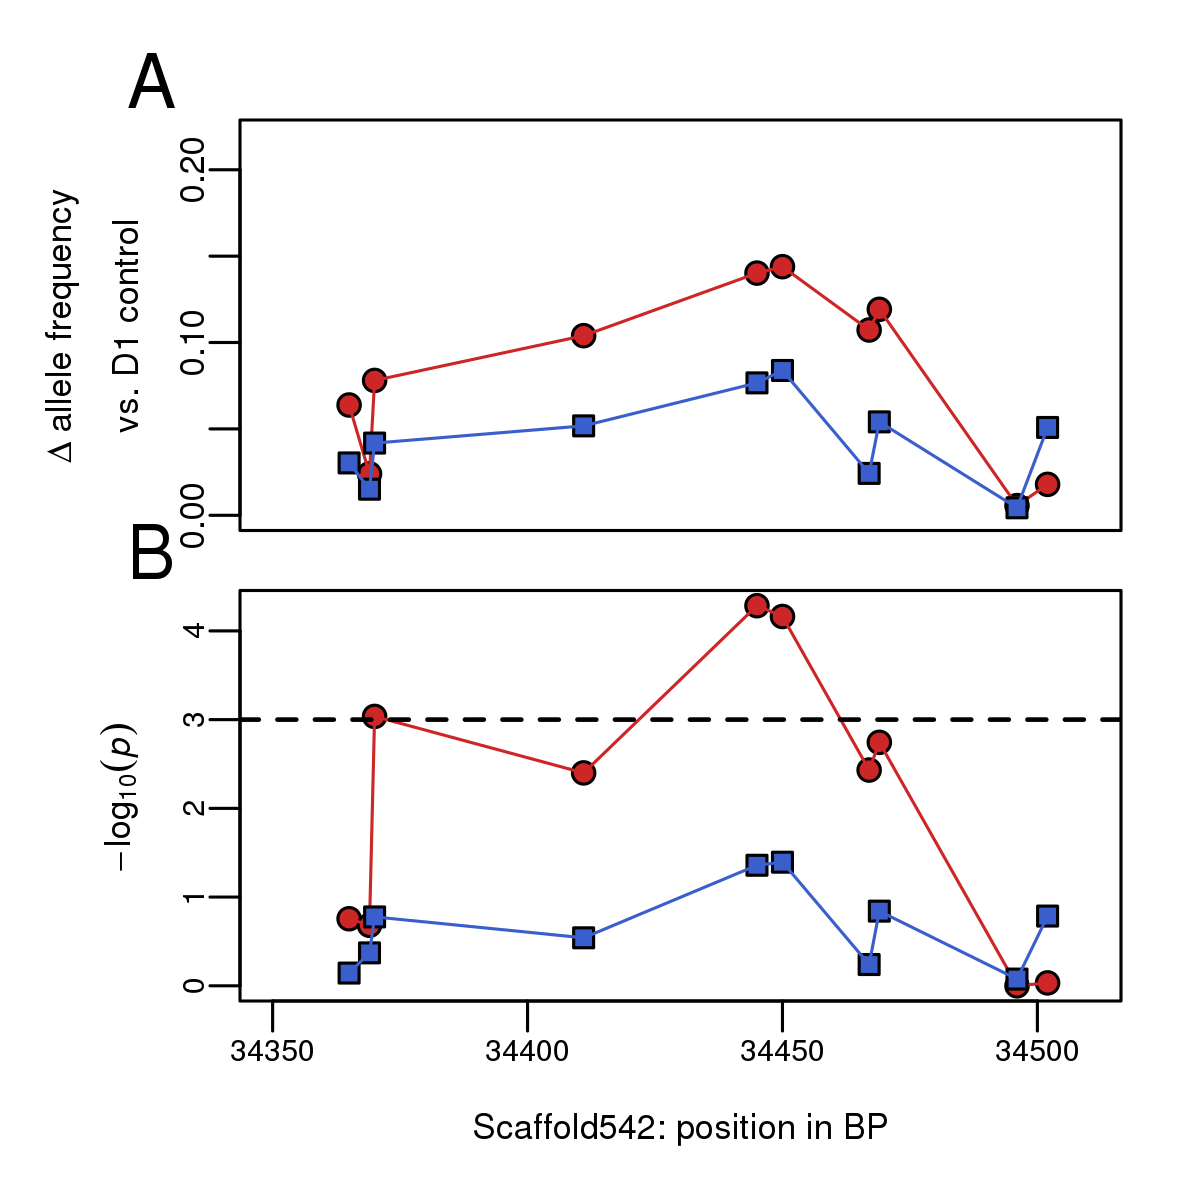 A
Δ allele frequency
vs. D1 control
0.20
0.10
0.00
B
−log10(p)
4
3
2
1
0
34350 34400 34450 34500
Scaffold542: position in BP